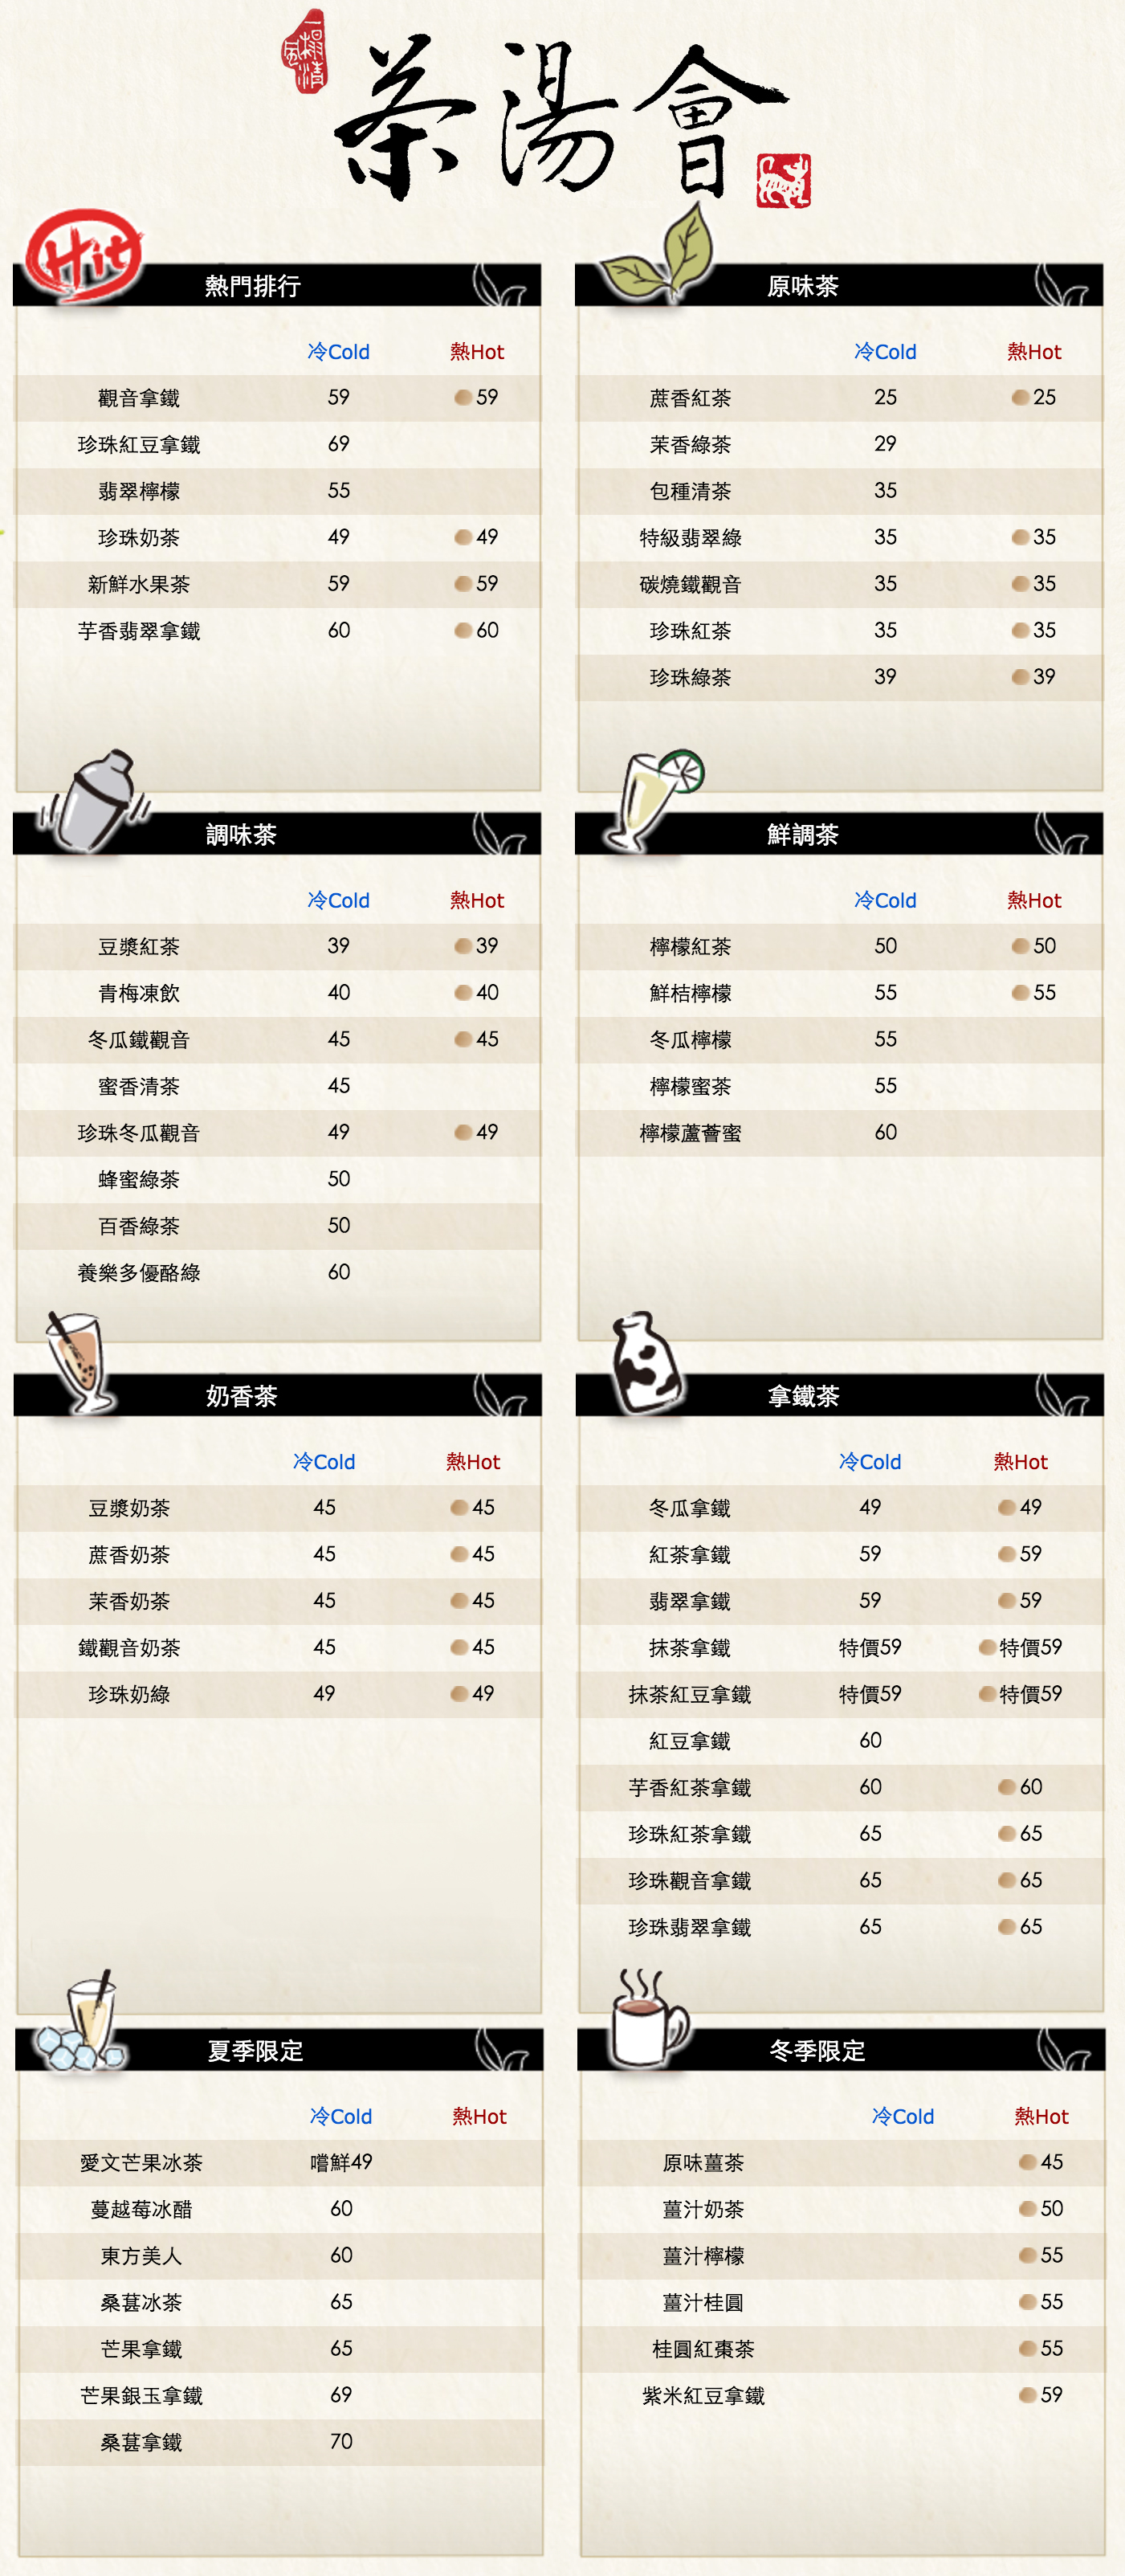 一榻清風
茶湯會
Hit
熱門排行
冷Cold 熱Hot
觀音拿鐵 59 59
珍珠紅豆拿鐵 69
翡翠檸檬 55
珍珠奶茶 49 49
新鮮水果茶 59 59
芋香翡翠拿鐵 60 60
原味茶
冷Cold 熱Hot
蔗香紅茶 25 25
茉香綠茶 29
包種清茶 35
特級翡翠綠 35 35
碳燒鐵觀音 35 35
珍珠紅茶 35 35
珍珠綠茶 39 39
調味茶
冷Cold 熱Hot
豆漿紅茶 39 39
青梅凍飲 40 40
冬瓜鐵觀音 45 45
蜜香清茶 45
珍珠冬瓜觀音 49 49
蜂蜜綠茶 50
百香綠茶 50
養樂多優酪綠 60
鮮調茶
冷Cold 熱Hot
檸檬紅茶 50 50
鮮桔檸檬 55 55
冬瓜檸檬 55
檸檬蜜茶 55
檸檬蘆薈蜜 60
奶香茶
冷Cold 熱Hot
豆漿奶茶 45 45
蔗香奶茶 45 45
茉香奶茶 45 45
鐵觀音奶茶 45 45
珍珠奶綠 49 49
拿鐵茶
冷Cold 熱Hot
冬瓜拿鐵 49 49
紅茶拿鐵 59 59
翡翠拿鐵 59 59
抹茶拿鐵 特價59 特價59
抹茶紅豆拿鐵 特價59 特價59
紅豆拿鐵 60
芋香紅茶拿鐵 60 60
珍珠紅茶拿鐵 65 65
珍珠觀音拿鐵 65 65
珍珠翡翠拿鐵 65 65
夏季限定
冷Cold 熱Hot
愛文芒果冰茶 嚐鮮49
蔓越莓冰醋 60
東方美人 60
桑葚冰茶 65
芒果拿鐵 65
芒果銀玉拿鐵 69
桑葚拿鐵 70
冬季限定
冷Cold 熱Hot
原味薑茶 45
薑汁奶茶 50
薑汁檸檬 55
薑汁桂圓 55
桂圓紅棗茶 55
紫米紅豆拿鐵 59